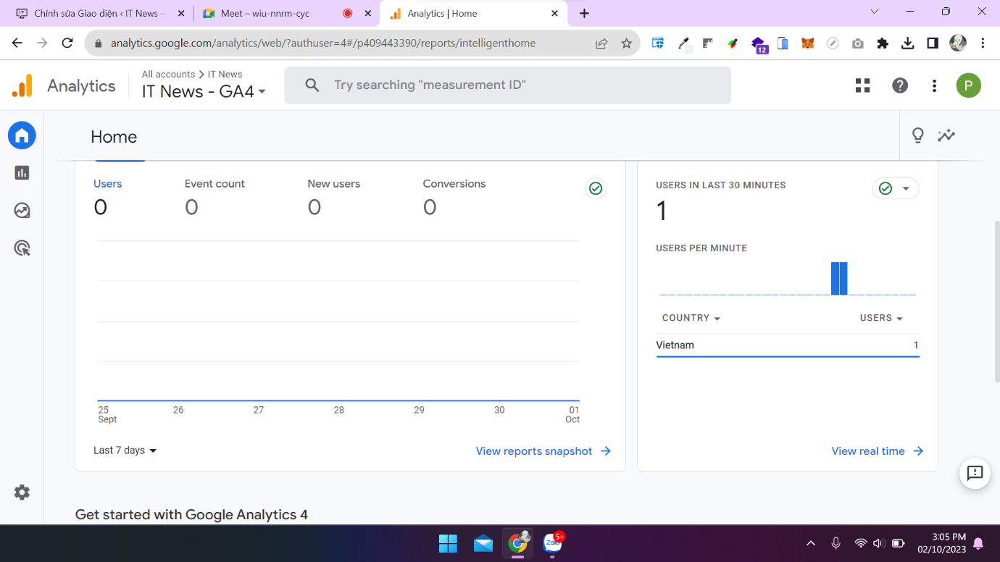 Chỉnh sửa Giao diện ‹ IT News –
Meet – wiu-nnrm-cyc
Analytics | Home
analytics.google.com/analytics/web/?authuser=4#/p409443390/reports/intelligenthome
12
Analytics
All accounts > IT News
IT News - GA4
Try searching "measurement ID"
P
Home
Users
Event count
New users
Conversions
0
0
0
0
25
Sept
26
27
28
29
30
01
Oct
Last 7 days
View reports snapshot
USERS IN LAST 30 MINUTES
1
USERS PER MINUTE
COUNTRY
USERS
Vietnam
1
View real time
Get started with Google Analytics 4
Zalo
5+
3:05 PM
02/10/2023